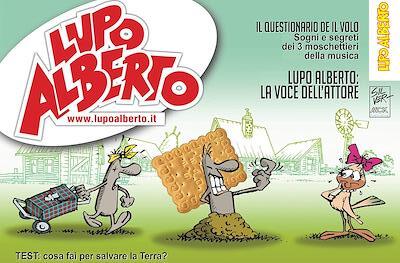 LUPO
ALBERTO
www.lupoalberto.it
IL QUESTIONARIO DE IL VOLO
Sogni e segreti
dei 3 moschettieri
della musica
LUPO ALBERTO:
LA VOCE DELL'ATTORE
LUPO ALBERTO
SILVER
TEST: cosa fai per salvare la Terra?